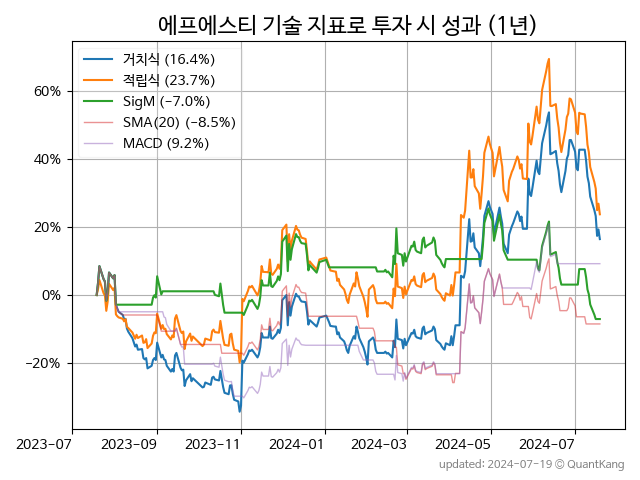 에프에스티 기술 지표로 투자 시 성과 (1년)
거치식 (16.4%)
적립식 (23.7%)
SigM (−7.0%)
SMA(20) (−8.5%)
MACD (9.2%)
60%
40%
20%
0%
−20%
2023-07 2023-09 2023-11 2024-01 2024-03 2024-05 2024-07
updated: 2024-07-19 © QuantKang